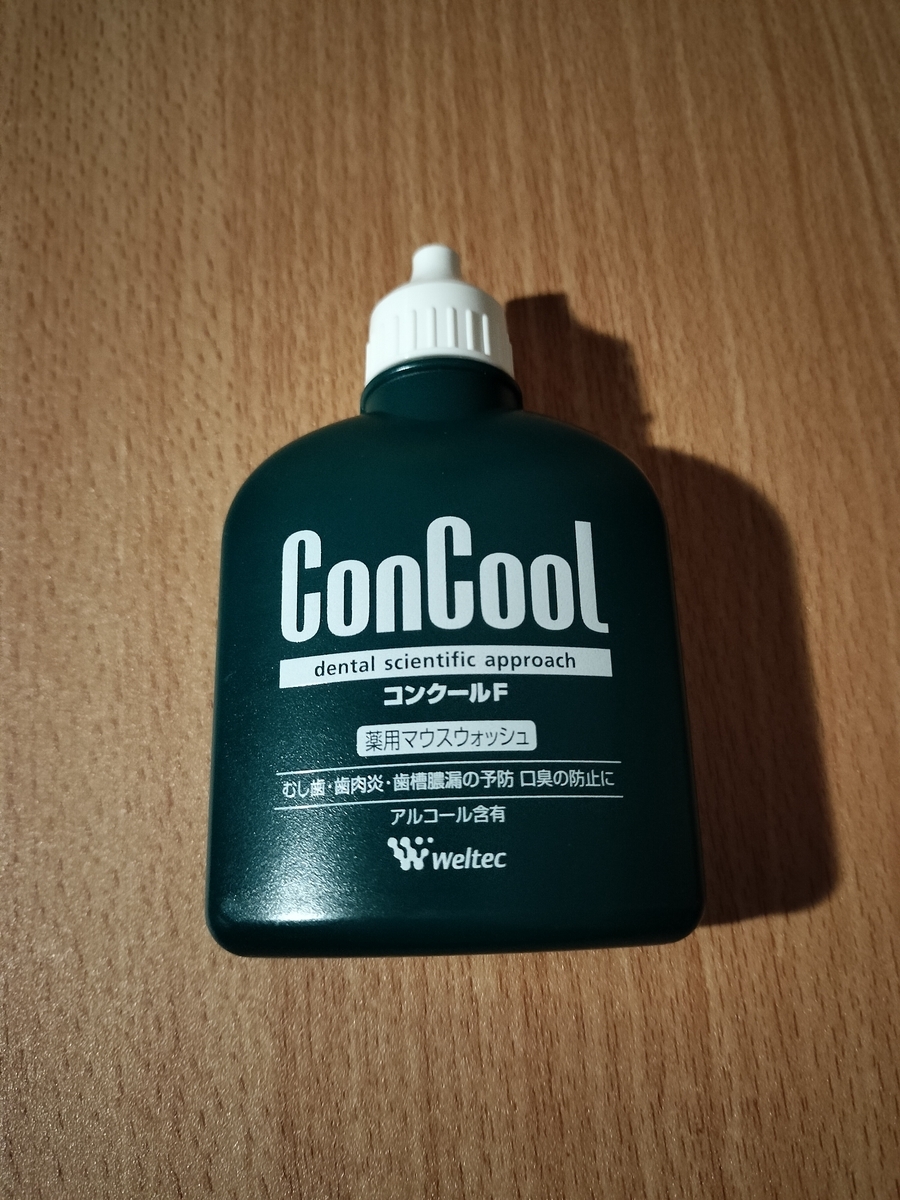 ConCool
dental scientific approach
コンクールF
薬用マウスウォッシュ
むし歯・歯肉炎・歯槽膿漏の予防 口臭の防止に
アルコール含有
weltec